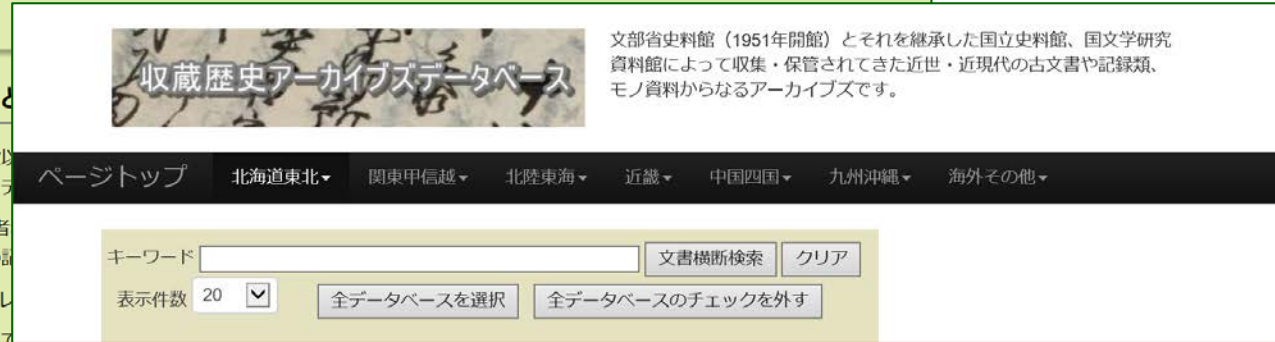 収蔵歴史アーカイブズデータベース
文部省史料館（1951年開館）とそれを継承した国立史料館、国文学研究
資料館によって収集・保管されてきた近世・近現代の古文書や記録類、
モノ資料からなるアーカイブズです。
ページトップ 北海道東北▾ 関東甲信越▾ 北陸東海▾ 近畿▾ 中国四国▾ 九州沖縄▾ 海外その他▾
キーワード 文書横断検索 クリア
表示件数 20 全データベースを選択 全データベースのチェックを外す